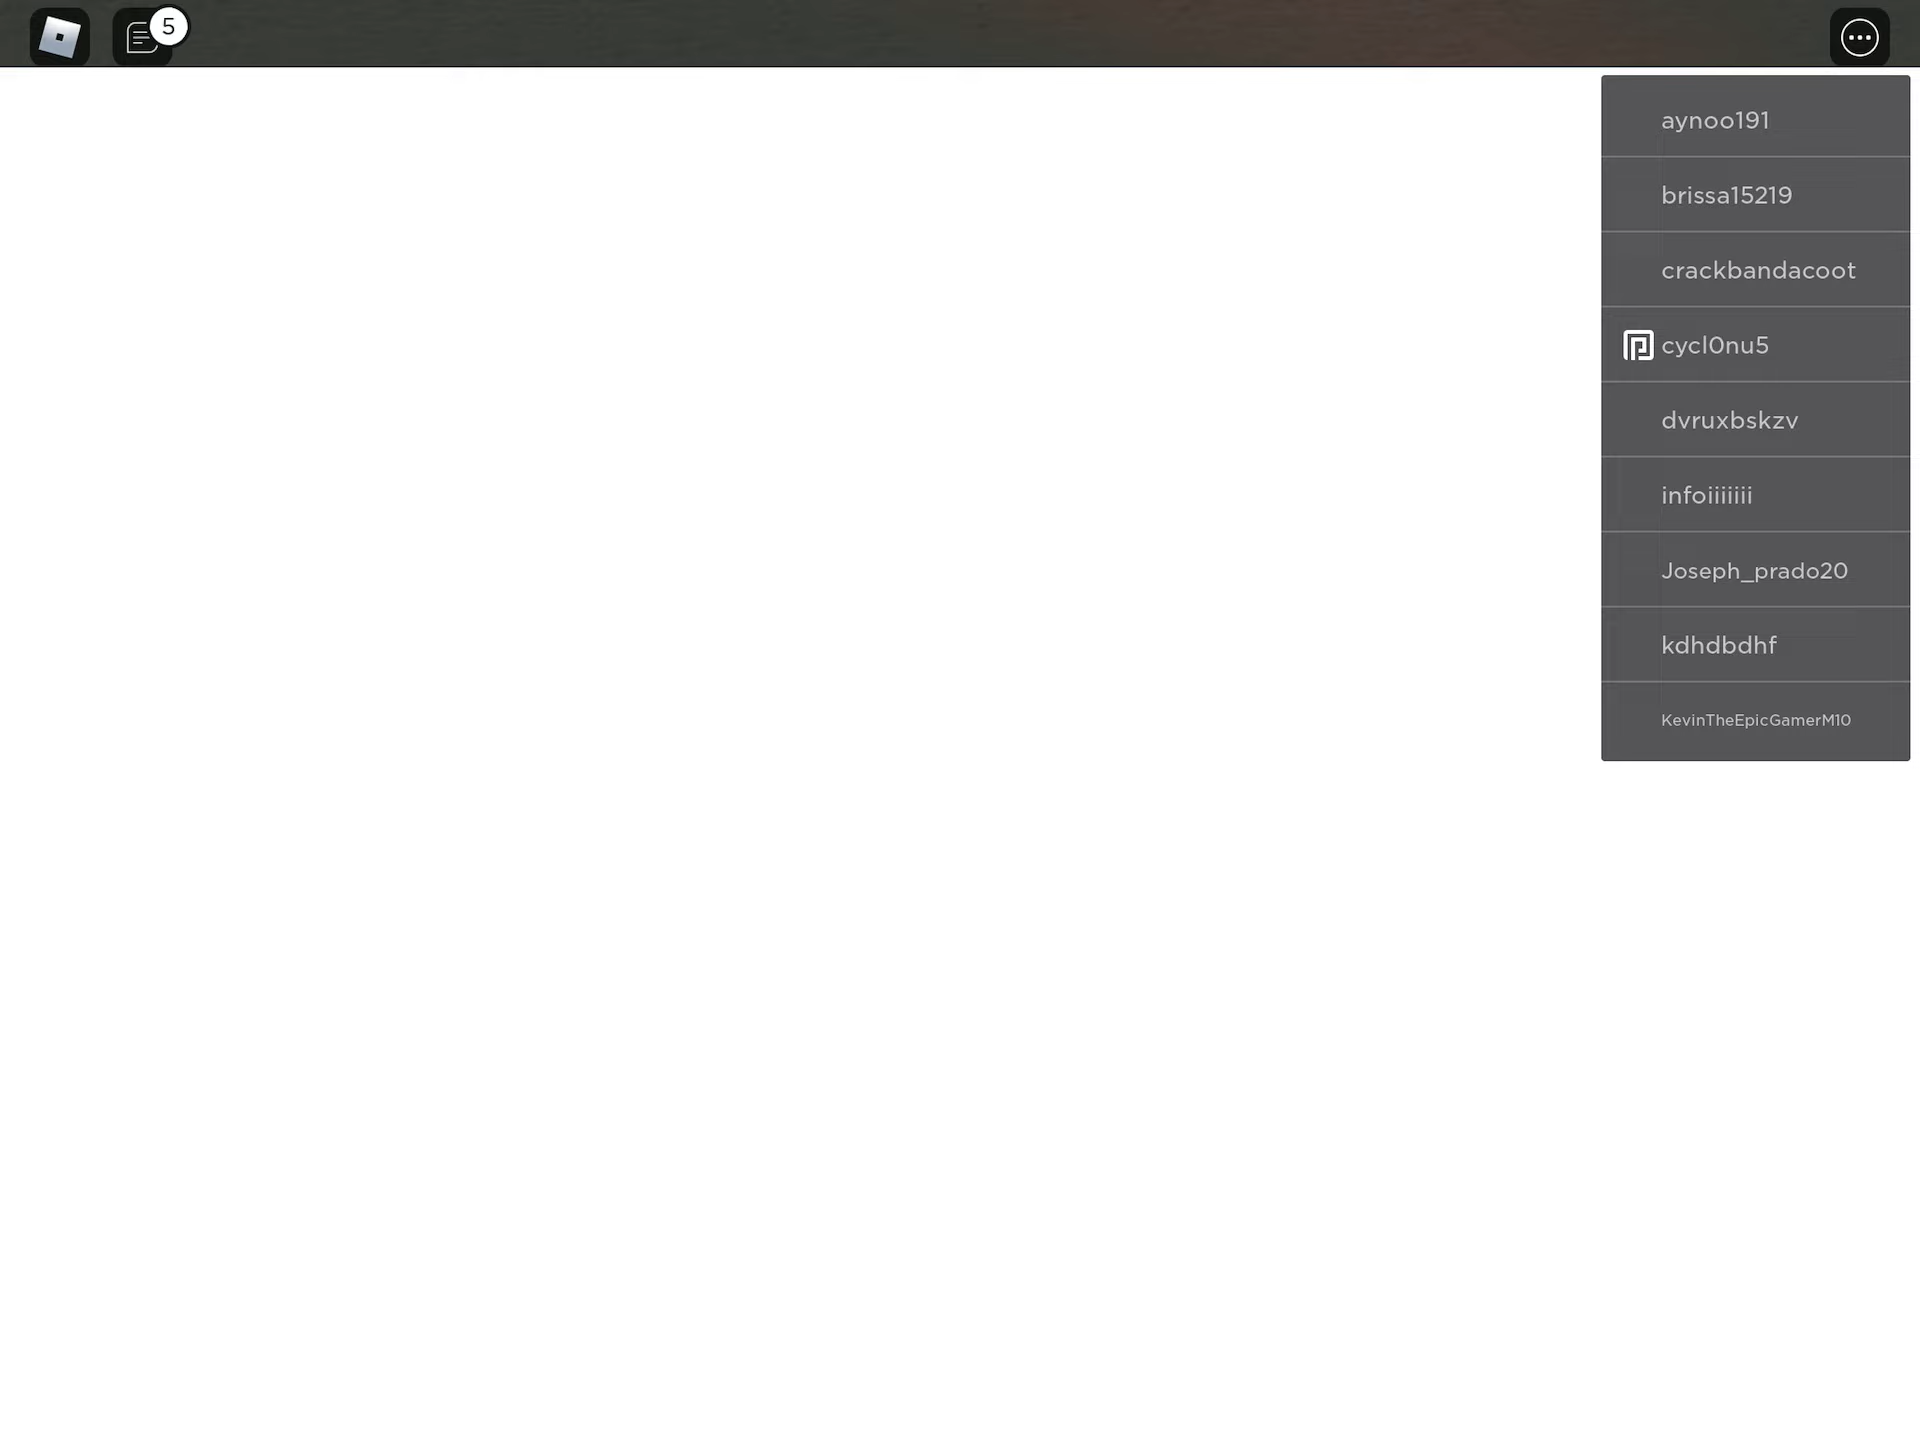 5
aynoo191
brissa15219
crackbandacoot
cycl0nu5
dvruxbskzv
infoiiiiiii
Joseph_prado20
kdhdbdhf
KevinTheEpicGamerM10